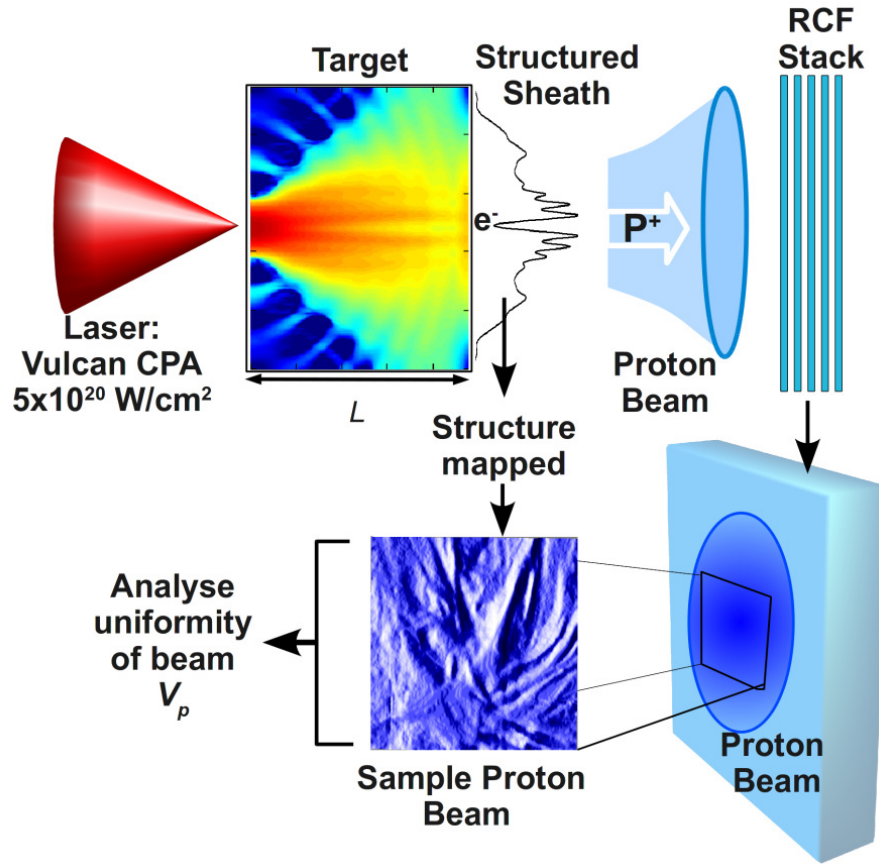 Target
Structured
Sheath
RCF
Stack
e⁻
P⁺
Laser:
Vulcan CPA
5x10²⁰ W/cm²
L
Proton
Beam
Structure
mapped
Analyse
uniformity
of beam
Vₚ
Sample Proton
Beam
Proton
Beam